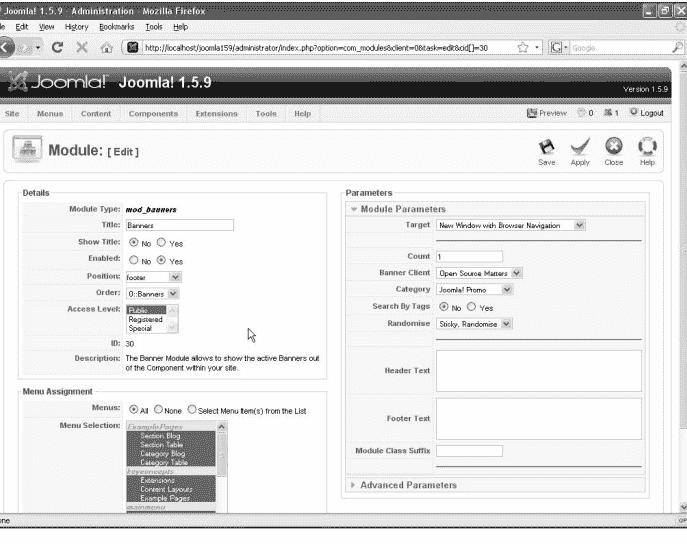 Joomla! 1.5.9 - Administration - Mozilla Firefox
Edit View History Bookmarks Tools Help
http://localhost/joomla159/administrator/index.php?option=com_modules&client=0&task=edit&cid[]=30
Google
Joomla! Joomla! 1.5.9
Version 1.5.9
Site Menus Content Components Extensions Tools Help Preview 0 1 Logout
Module: [ Edit ]
Save Apply Close Help
Details
Module Type: mod_banners
Title: Banners
Show Title: No Yes
Enabled: No Yes
Position: footer
Order: 0::Banners
Access Level: Public
Registered
Special
ID: 30
Description: The Banner Module allows to show the active Banners out
of the Component within your site.
Menu Assignment
Menus: All None Select Menu Item(s) from the List
Menu Selection: ExamplePages
Section Blog
Section Table
Category Blog
Category Table
keyconcepts
Extensions
Content Layouts
Example Pages
mainmenu
Parameters
Module Parameters
Target New Window with Browser Navigation
Count 1
Banner Client Open Source Matters
Category Joomla! Promo
Search By Tags No Yes
Randomise Sticky, Randomise
Header Text
Footer Text
Module Class Suffix
Advanced Parameters